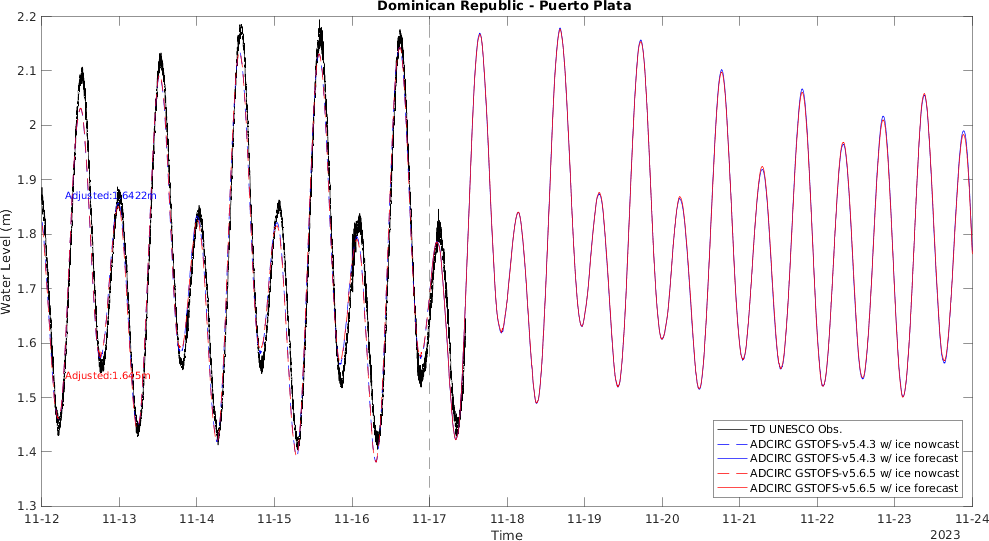 Dominican Republic - Puerto Plata
2.2
2.1
2
1.9
1.8
1.7
1.6
1.5
1.4
1.3
Water Level (m)
Adjusted:1.6422m
Adjusted:1.645m
TD UNESCO Obs.
ADCIRC GSTOFS-v5.4.3 w/ ice nowcast
ADCIRC GSTOFS-v5.4.3 w/ ice forecast
ADCIRC GSTOFS-v5.6.5 w/ ice nowcast
ADCIRC GSTOFS-v5.6.5 w/ ice forecast
11-12 11-13 11-14 11-15 11-16 11-17 11-18 11-19 11-20 11-21 11-22 11-23 11-24
Time
2023